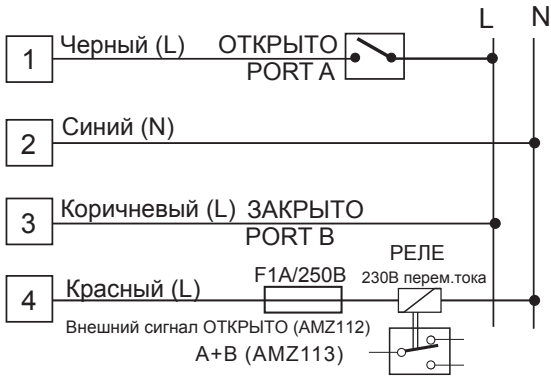 L N
1 Черный (L) ОТКРЫТО
PORT A
2 Синий (N)
3 Коричневый (L) ЗАКРЫТО
PORT B
РЕЛЕ
F1A/250В 230В перем.тока
4 Красный (L)
Внешний сигнал ОТКРЫТО (AMZ112)
A+B (AMZ113)